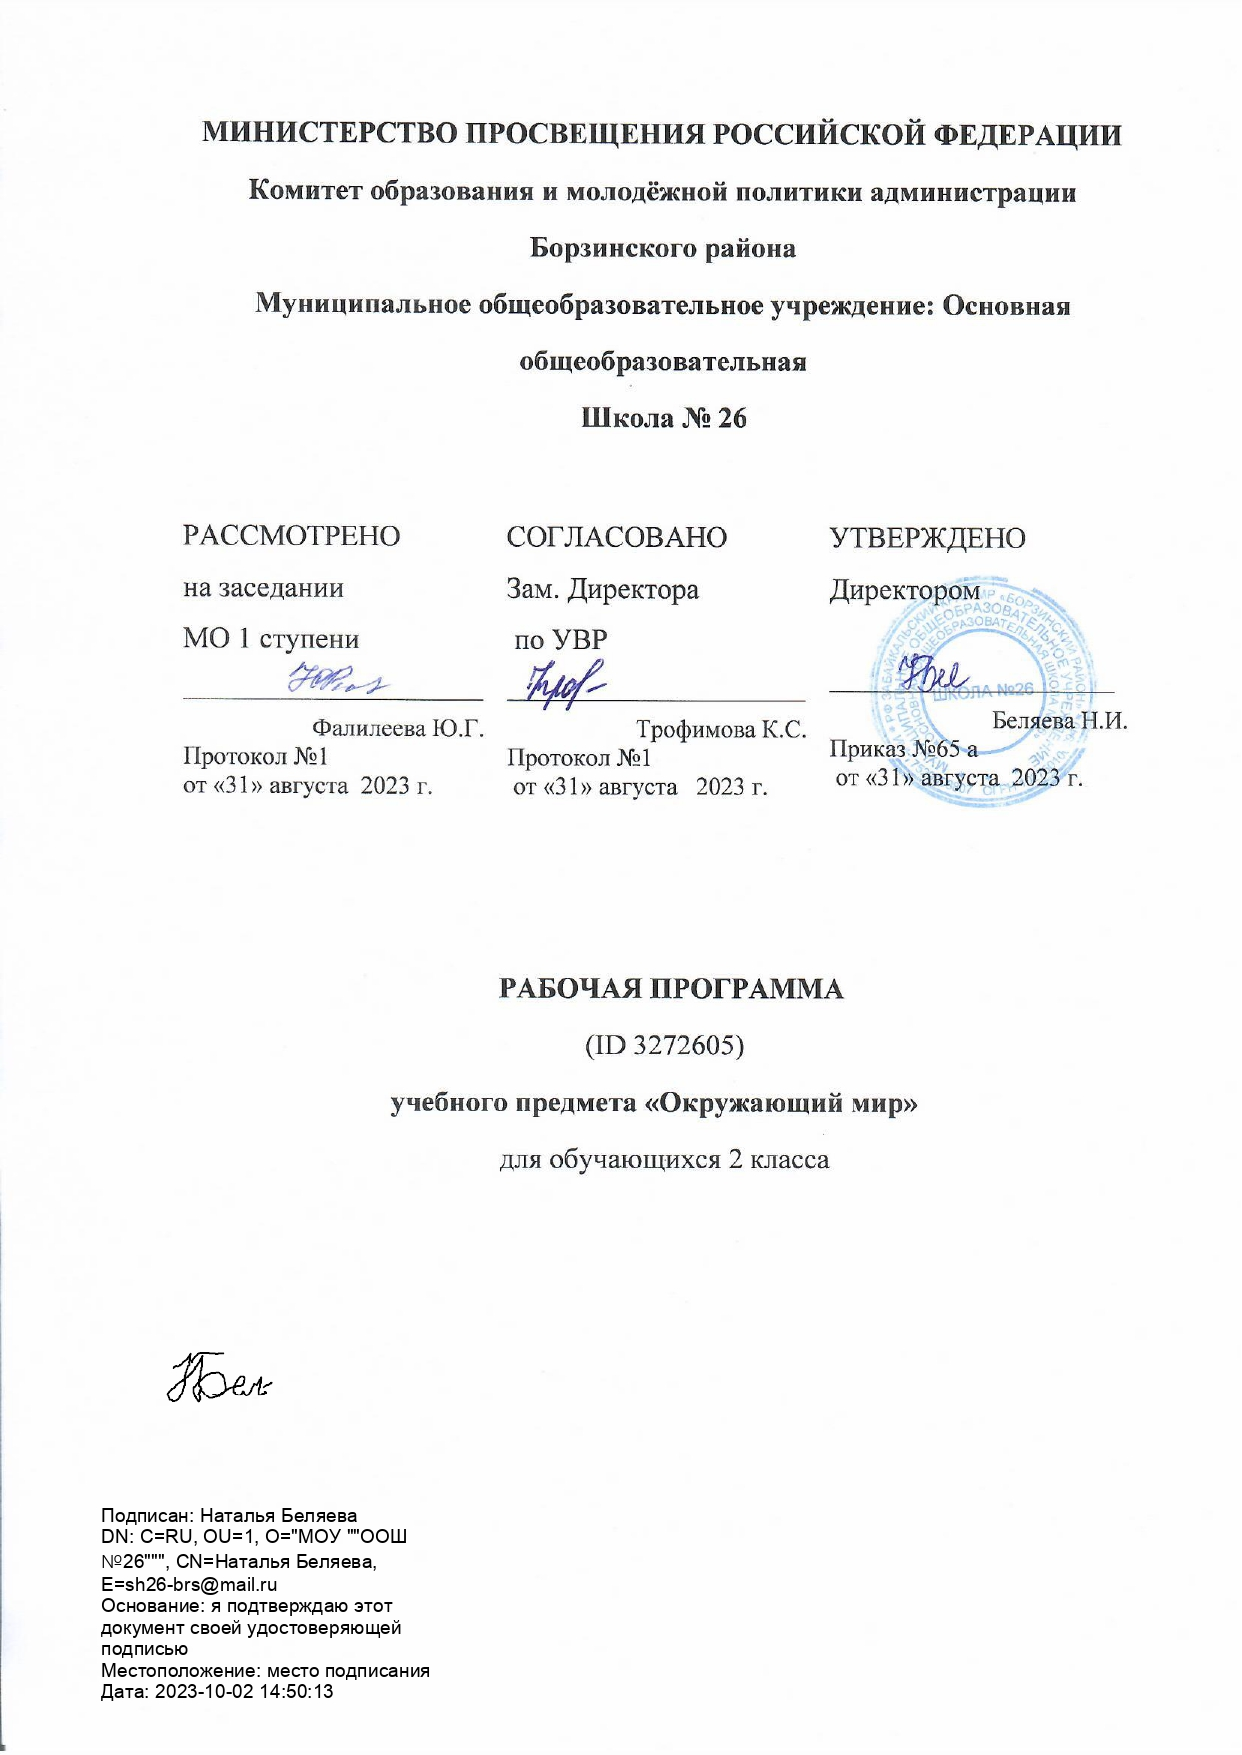 МИНИСТЕРСТВО ПРОСВЕЩЕНИЯ РОССИЙСКОЙ ФЕДЕРАЦИИ
Комитет образования и молодёжной политики администрации
Борзинского района
Муниципальное общеобразовательное учреждение: Основная
общеобразовательная
Школа № 26
РАССМОТРЕНО
на заседании
МО 1 ступени
Фалилеева Ю.Г.
Протокол №1
от «31» августа 2023 г.
СОГЛАСОВАНО
Зам. Директора
по УВР
Трофимова К.С.
Протокол №1
от «31» августа 2023 г.
УТВЕРЖДЕНО
Директором
ШКОЛА №26
Беляева Н.И.
Приказ №65 а
от «31» августа 2023 г.
РАБОЧАЯ ПРОГРАММА
(ID 3272605)
учебного предмета «Окружающий мир»
для обучающихся 2 класса
Подписан: Наталья Беляева
DN: C=RU, OU=1, O="МОУ ""ООШ
№26""", CN=Наталья Беляева,
E=sh26-brs@mail.ru
Основание: я подтверждаю этот
документ своей удостоверяющей
подписью
Местоположение: место подписания
Дата: 2023-10-02 14:50:13